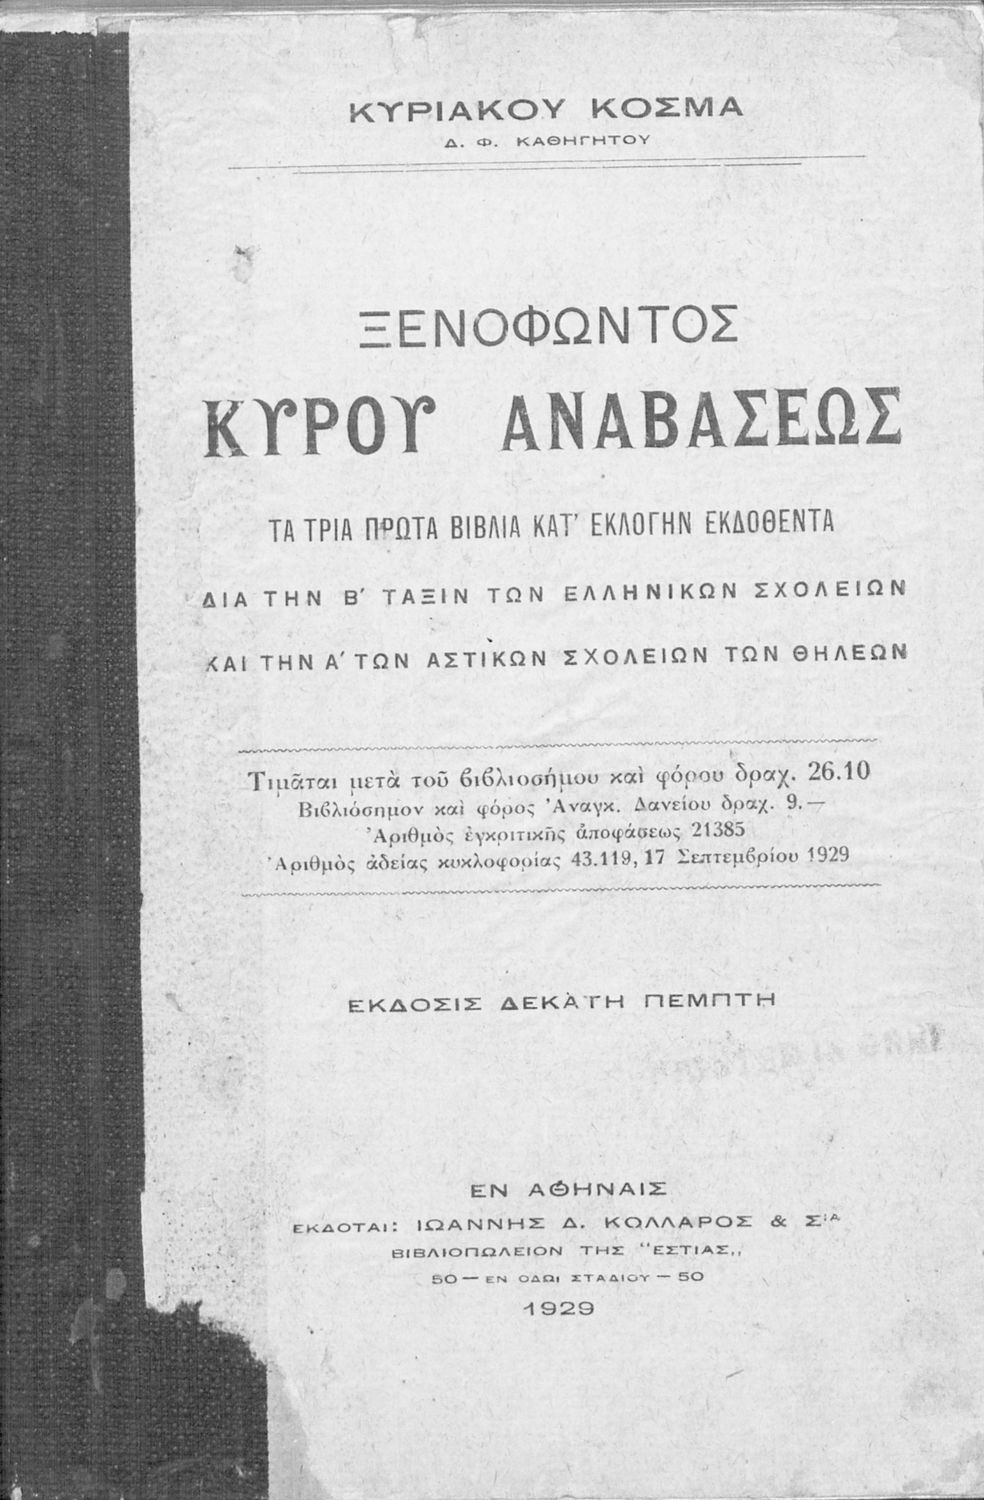 ΚΥΡΙΑΚΟΥ ΚΟΣΜΑ
Δ. Φ. ΚΑΘΗΓΗΤΟΥ
ΞΕΝΟΦΩΝΤΟΣ
ΚΥΡΟΥ ΑΝΑΒΑΣΕΩΣ
ΤΑ ΤΡΙΑ ΠΡΩΤΑ ΒΙΒΛΙΑ ΚΑΤ' ΕΚΛΟΓΗΝ ΕΚΔΟΘΕΝΤΑ
ΔΙΑ ΤΗΝ Β' ΤΑΞΙΝ ΤΩΝ ΕΛΛΗΝΙΚΩΝ ΣΧΟΛΕΙΩΝ
ΚΑΙ ΤΗΝ Α' ΤΩΝ ΑΣΤΙΚΩΝ ΣΧΟΛΕΙΩΝ ΤΩΝ ΘΗΛΕΩΝ
Τιμᾶται μετὰ τοῦ βιβλιοσήμου καὶ φόρου δραχ. 26.10
Βιβλιόσημον καὶ φόρος Ἀναγκ. Δανείου δραχ. 9.—
Ἀριθμὸς ἐγκριτικῆς ἀποφάσεως 21385
Ἀριθμὸς ἀδείας κυκλοφορίας 43.119, 17 Σεπτεμβρίου 1929
ΕΚΔΟΣΙΣ ΔΕΚΑΤΗ ΠΕΜΠΤΗ
ΕΝ ΑΘΗΝΑΙΣ
ΕΚΔΟΤΑΙ: ΙΩΑΝΝΗΣ Δ. ΚΟΛΛΑΡΟΣ & ΣΙΑ
ΒΙΒΛΙΟΠΩΛΕΙΟΝ ΤΗΣ "ΕΣΤΙΑΣ,,
50 — ΕΝ ΟΔΩΙ ΣΤΑΔΙΟΥ — 50
1929